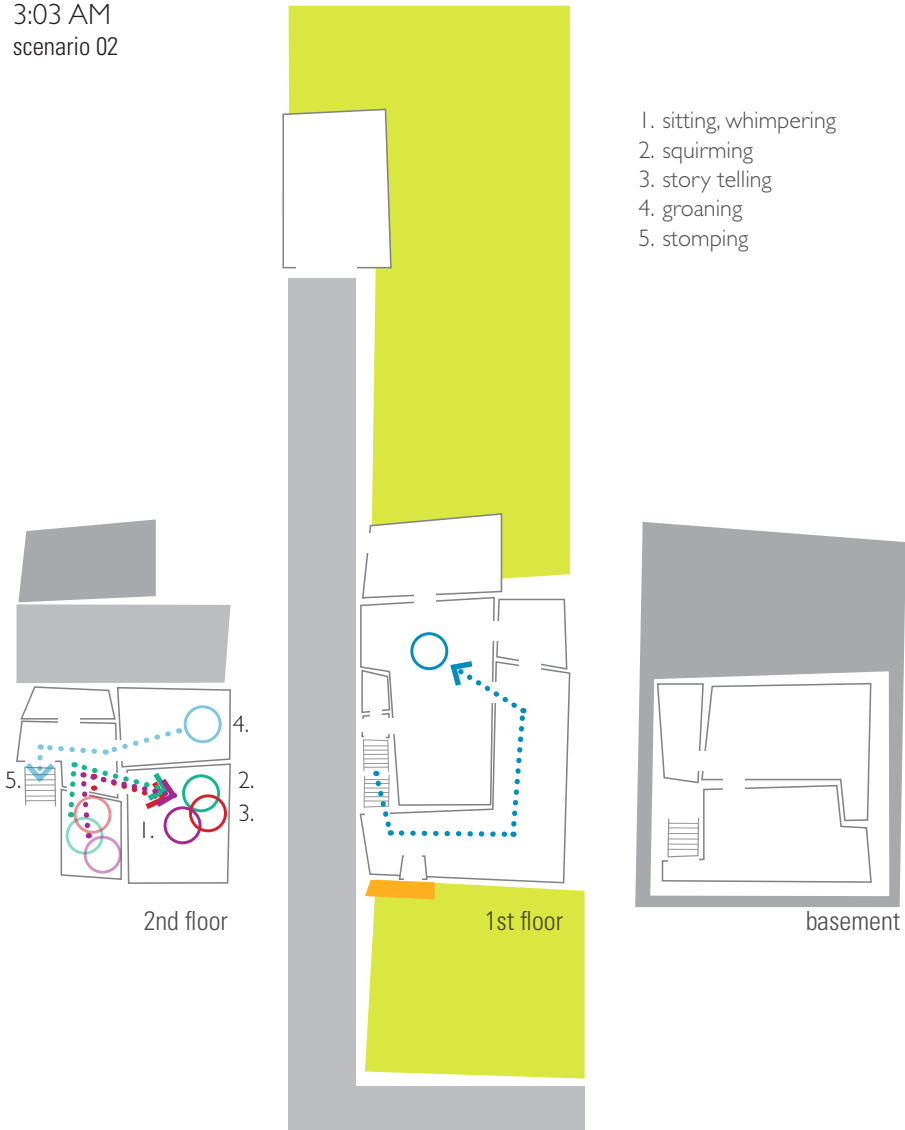 3:03 AM
scenario 02
1. sitting, whimpering
2. squirming
3. story telling
4. groaning
5. stomping
4.
5.
2.
3.
1.
2nd floor
1st floor
basement